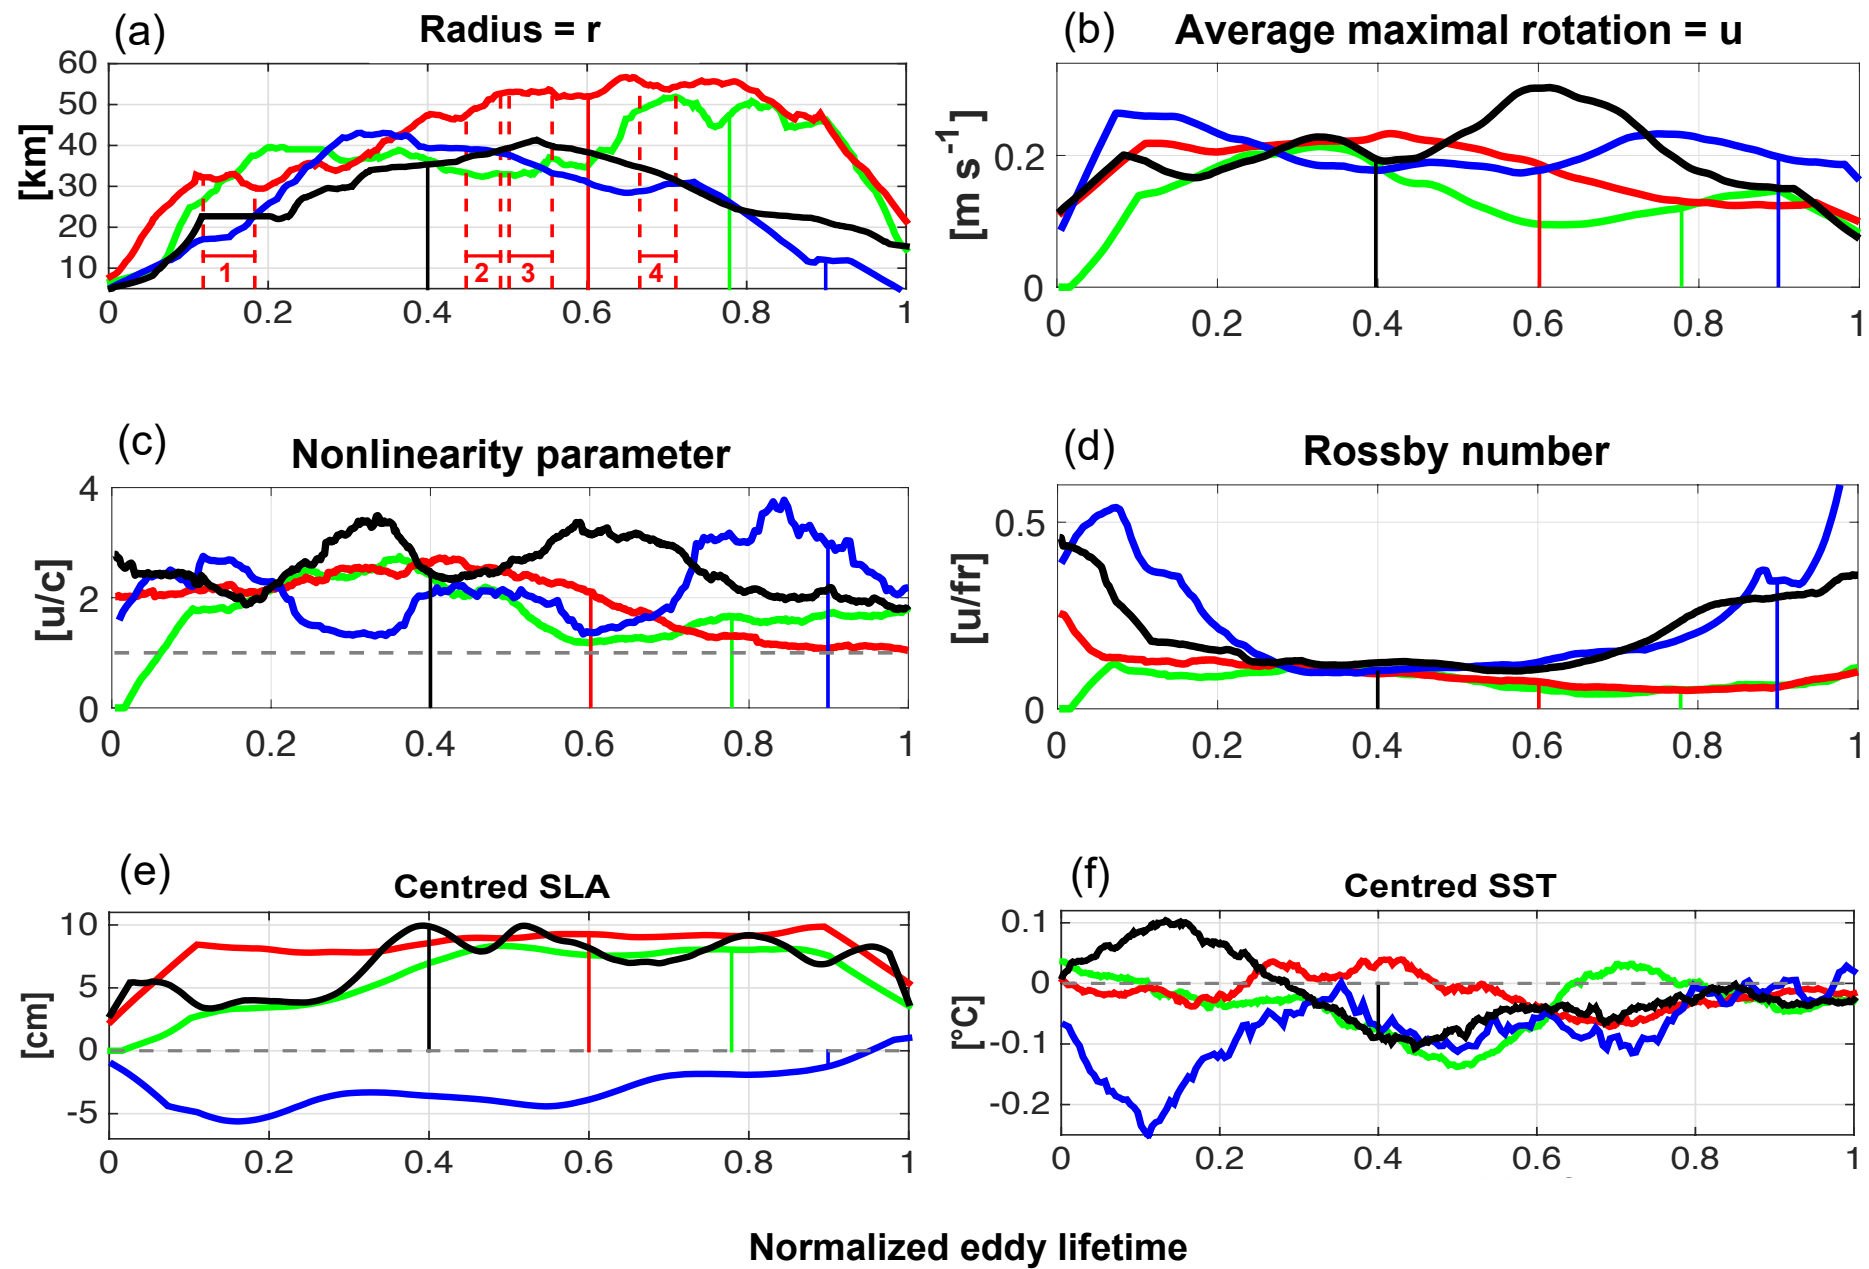 (a) Radius = r
60
50
40
30
20
10
[km]
1 2 3 4
0 0.2 0.4 0.6 0.8 1
(b) Average maximal rotation = u
0.2
0
[m s-1]
0 0.2 0.4 0.6 0.8 1
(c) Nonlinearity parameter
4
2
0
[u/c]
0 0.2 0.4 0.6 0.8 1
(d) Rossby number
0.5
0
[u/fr]
0 0.2 0.4 0.6 0.8 1
(e) Centred SLA
10
5
0
-5
[cm]
0 0.2 0.4 0.6 0.8 1
(f) Centred SST
0.1
0
-0.1
-0.2
[°C]
0 0.2 0.4 0.6 0.8 1
Normalized eddy lifetime